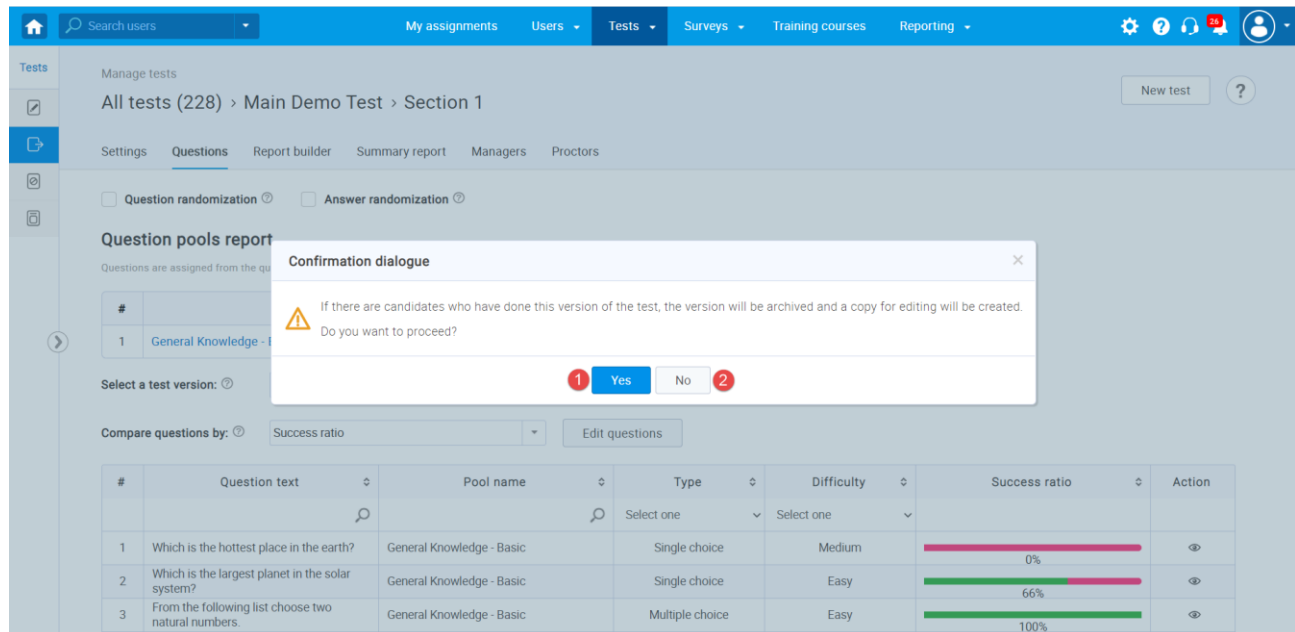 Search users
My assignments
Users
Tests
Surveys
Training courses
Reporting
26
Tests
Manage tests
All tests (228) › Main Demo Test › Section 1
New test
?
Settings
Questions
Report builder
Summary report
Managers
Proctors
Question randomization ?
Answer randomization ?
Question pools report
Questions are assigned from the qu
Confirmation dialogue
If there are candidates who have done this version of the test, the version will be archived and a copy for editing will be created.
Do you want to proceed?
1 Yes No 2
#
1 General Knowledge -
Select a test version: ?
Compare questions by: ? Success ratio Edit questions
# Question text Pool name Type Difficulty Success ratio Action
Select one Select one
1 Which is the hottest place in the earth? General Knowledge - Basic Single choice Medium 0%
2 Which is the largest planet in the solar system? General Knowledge - Basic Single choice Easy 66%
3 From the following list choose two natural numbers. General Knowledge - Basic Multiple choice Easy 100%